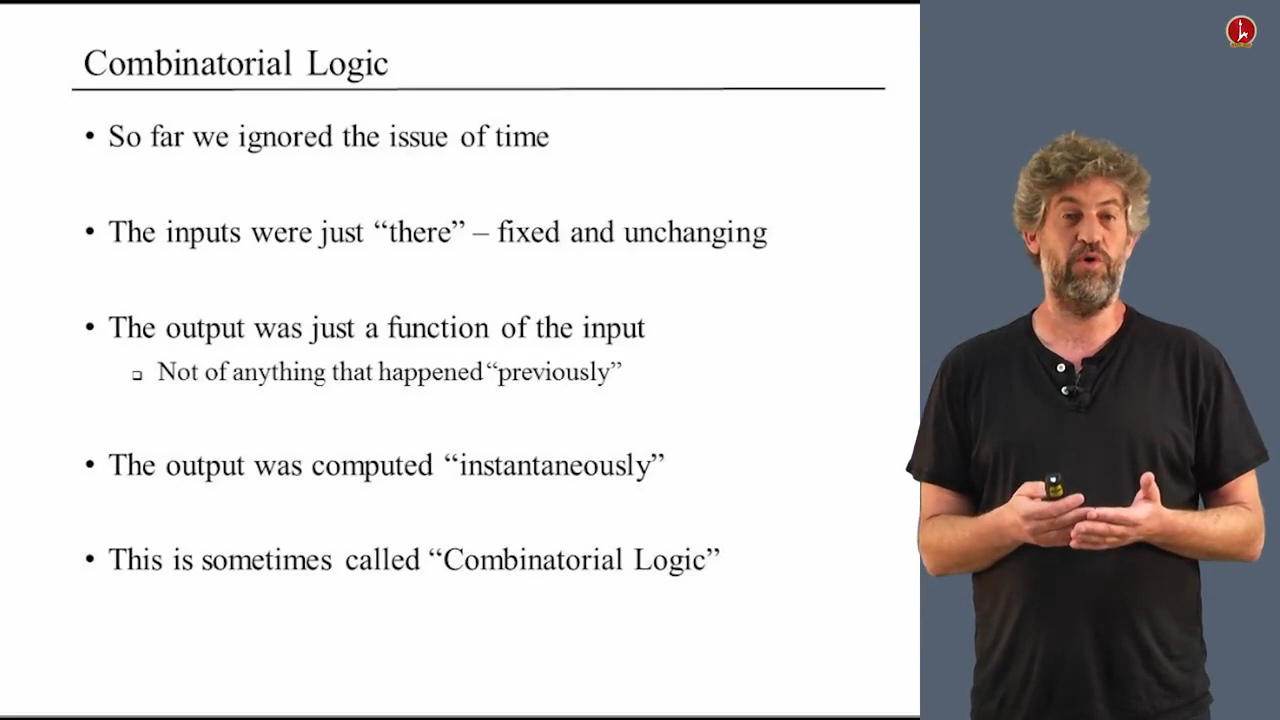 Combinatorial Logic
• So far we ignored the issue of time
• The inputs were just “there” – fixed and unchanging
• The output was just a function of the input
❑ Not of anything that happened “previously”
• The output was computed “instantaneously”
• This is sometimes called “Combinatorial Logic”